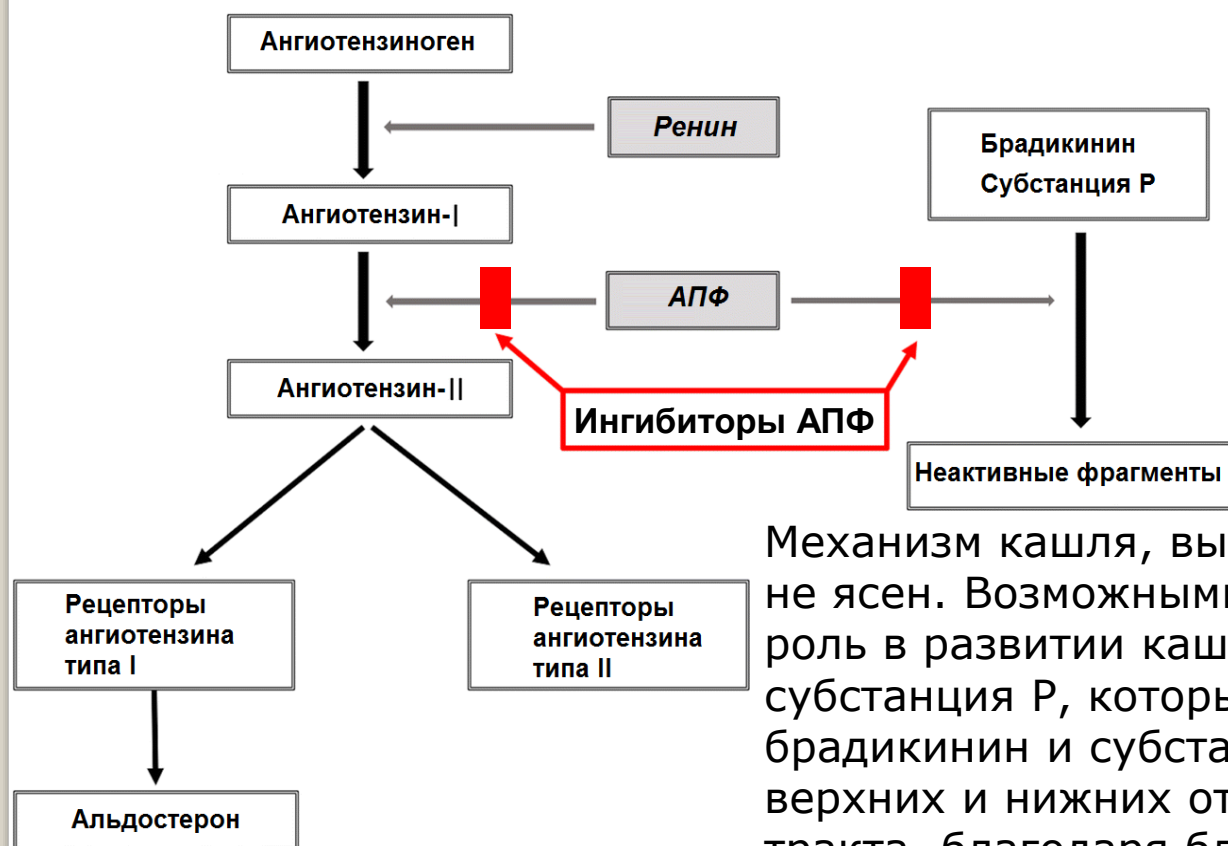 Ангиотензиноген
Ренин
Брадикинин
Субстанция Р
Ангиотензин-|
АПФ
Ангиотензин-||
Ингибиторы АПФ
Неактивные фрагменты
Механизм кашля, вы
не ясен. Возможными
роль в развитии каш
субстанция Р, которы
брадикинин и субста
верхних и нижних от
Рецепторы
ангиотензина
типа I
Рецепторы
ангиотензина
типа II
Альдостерон